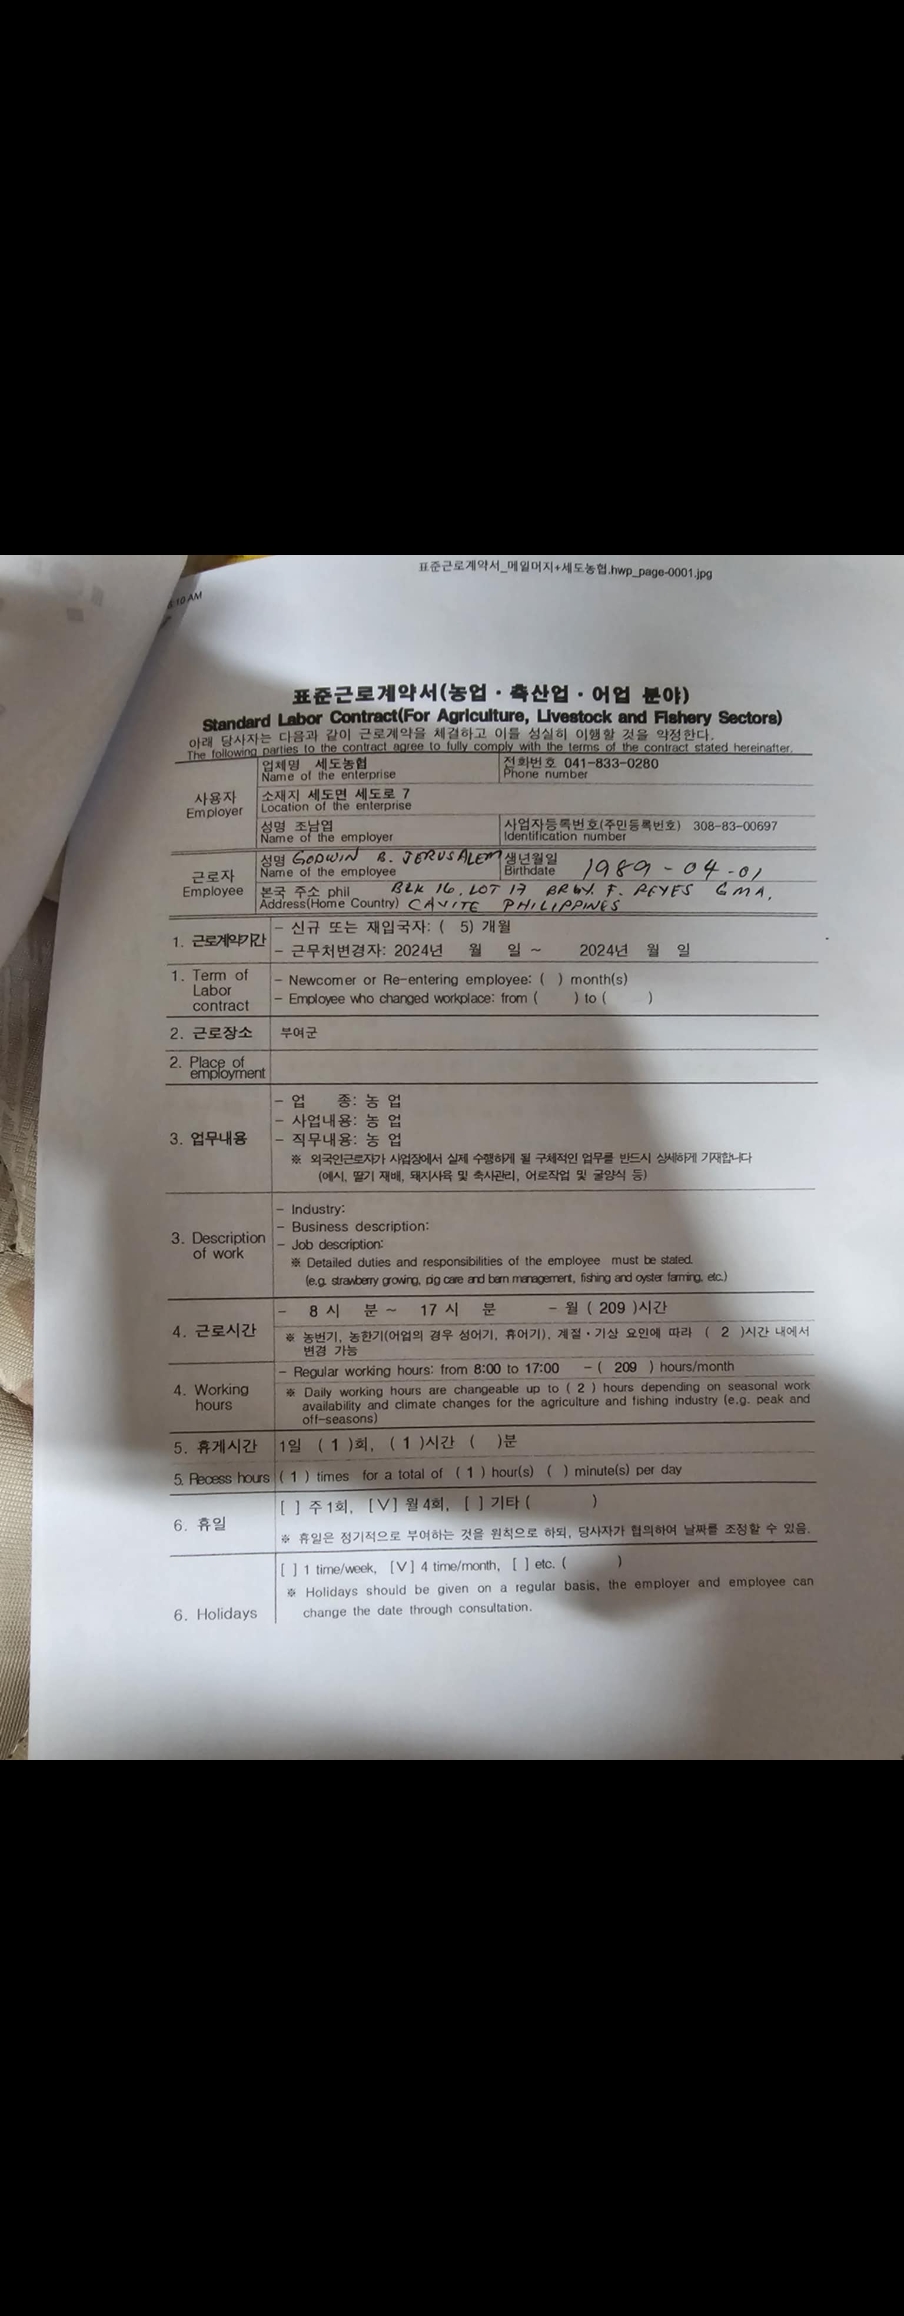 표준근로계약서_메일머지+세도농협.hwp_page-0001.jpg
8:10 AM
표준근로계약서(농업 · 축산업 · 어업 분야)
Standard Labor Contract(For Agriculture, Livestock and Fishery Sectors)
아래 당사자는 다음과 같이 근로계약을 체결하고 이를 성실히 이행할 것을 약정한다.
The following parties to the contract agree to fully comply with the terms of the contract stated hereinafter.
사용자
Employer
업체명 세도농협
Name of the enterprise
전화번호 041-833-0280
Phone number
소재지 세도면 세도로 7
Location of the enterprise
성명 조남엽
Name of the employer
사업자등록번호(주민등록번호) 308-83-00697
Identification number
근로자
Employee
성명 GODWIN B. JERUSALEM
Name of the employee
생년월일
Birthdate 1989-04-01
본국 주소 phil BLK 16, LOT 17 BRGY. F. REYES GMA,
Address(Home Country) CAVITE PHILIPPINES
1. 근로계약기간
- 신규 또는 재입국자: ( 5) 개월
- 근무처변경자: 2024년 월 일 ~ 2024년 월 일
1. Term of
Labor
contract
- Newcomer or Re-entering employee: ( ) month(s)
- Employee who changed workplace: from ( ) to ( )
2. 근로장소 부여군
2. Place of
employment
3. 업무내용
- 업 종: 농 업
- 사업내용: 농 업
- 직무내용: 농 업
※ 외국인근로자가 사업장에서 실제 수행하게 될 구체적인 업무를 반드시 상세하게 기재합니다
(예시, 딸기 재배, 돼지사육 및 축사관리, 어로작업 및 굴양식 등)
3. Description
of work
- Industry:
- Business description:
- Job description:
※ Detailed duties and responsibilities of the employee must be stated.
(e.g. strawberry growing, pig care and barn management, fishing and oyster farming, etc.)
4. 근로시간
- 8 시 분 ~ 17 시 분 - 월 ( 209 )시간
※ 농번기, 농한기(어업의 경우 성어기, 휴어기), 계절 · 기상 요인에 따라 ( 2 )시간 내에서
변경 가능
4. Working
hours
- Regular working hours: from 8:00 to 17:00 - ( 209 ) hours/month
※ Daily working hours are changeable up to ( 2 ) hours depending on seasonal work
availability and climate changes for the agriculture and fishing industry (e.g. peak and
off-seasons)
5. 휴게시간 1일 ( 1 )회, ( 1 )시간 ( )분
5. Recess hours ( 1 ) times for a total of ( 1 ) hour(s) ( ) minute(s) per day
6. 휴일
[ ] 주1회, [V] 월4회, [ ] 기타 ( )
※ 휴일은 정기적으로 부여하는 것을 원칙으로 하되, 당사자가 협의하여 날짜를 조정할 수 있음.
6. Holidays
[ ] 1 time/week, [V] 4 time/month, [ ] etc. ( )
※ Holidays should be given on a regular basis, the employer and employee can
change the date through consultation.